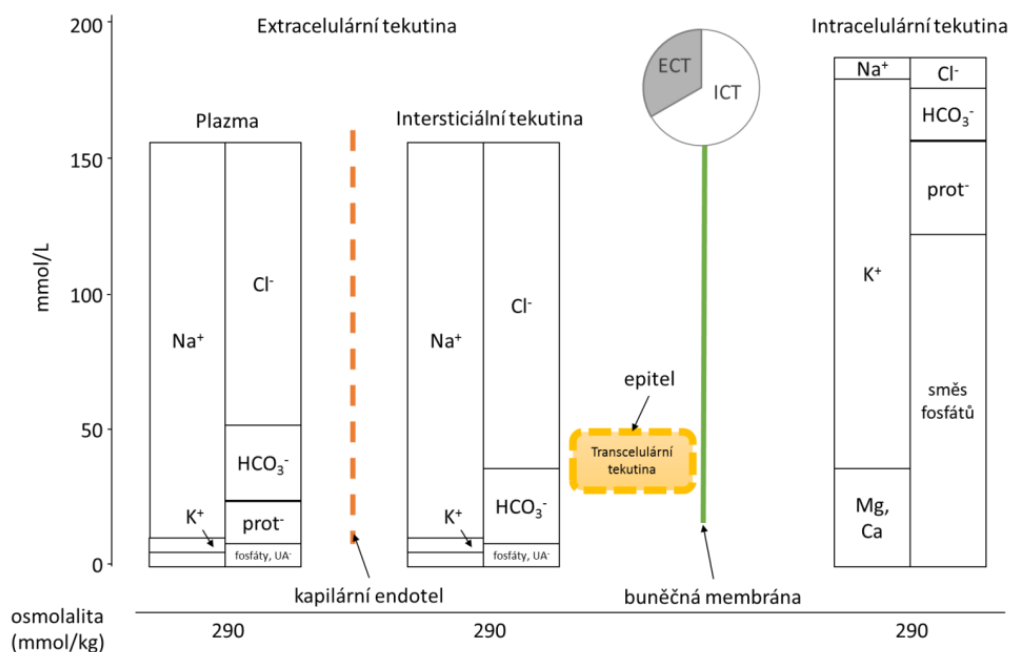 200
150
100
50
0
mmol/L
Extracelulární tekutina
Plazma
Na⁺
K⁺
Cl⁻
HCO₃⁻
prot⁻
fosfáty, UA⁻
kapilární endotel
Intersticiální tekutina
Na⁺
K⁺
Cl⁻
HCO₃⁻
fosfáty, UA⁻
ECT
ICT
epitel
Transcelulární
tekutina
buněčná membrána
Intracelulární tekutina
Na⁺
K⁺
Mg,
Ca
Cl⁻
HCO₃⁻
prot⁻
směs
fosfátů
osmolalita
(mmol/kg)
290
290
290